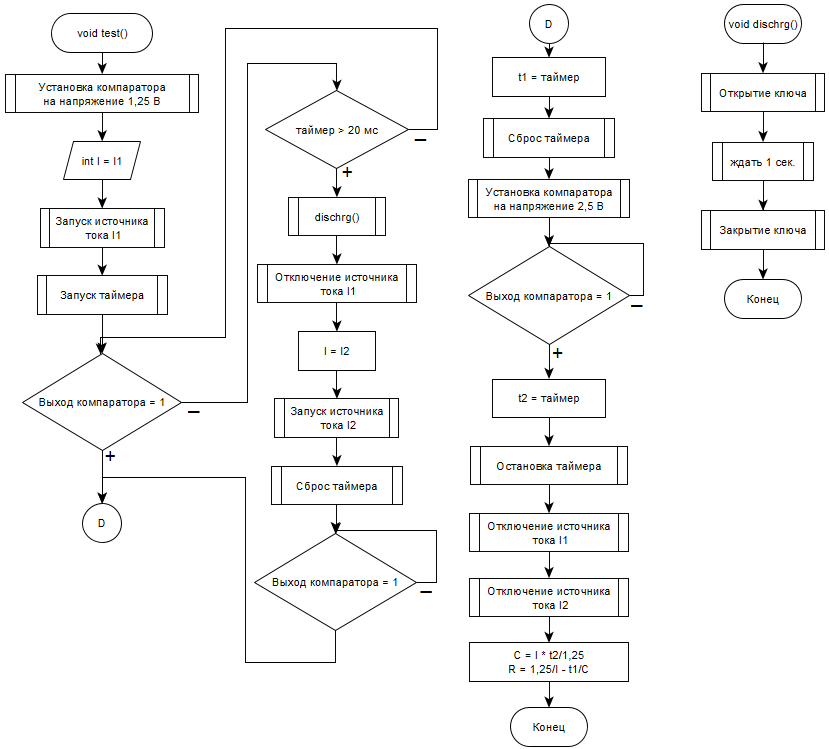 void test()
Установка компаратора
на напряжение 1,25 В
int I = I1
Запуск источника
тока I1
Запуск таймера
Выход компаратора = 1
−
+
D
таймер > 20 мс
−
+
dischrg()
Отключение источника
тока I1
I = I2
Запуск источника
тока I2
Сброс таймера
Выход компаратора = 1
−
D
t1 = таймер
Сброс таймера
Установка компаратора
на напряжение 2,5 В
Выход компаратора = 1
−
+
t2 = таймер
Остановка таймера
Отключение источника
тока I1
Отключение источника
тока I2
C = I * t2/1,25
R = 1,25/I - t1/C
Конец
void dischrg()
Открытие ключа
ждать 1 сек.
Закрытие ключа
Конец